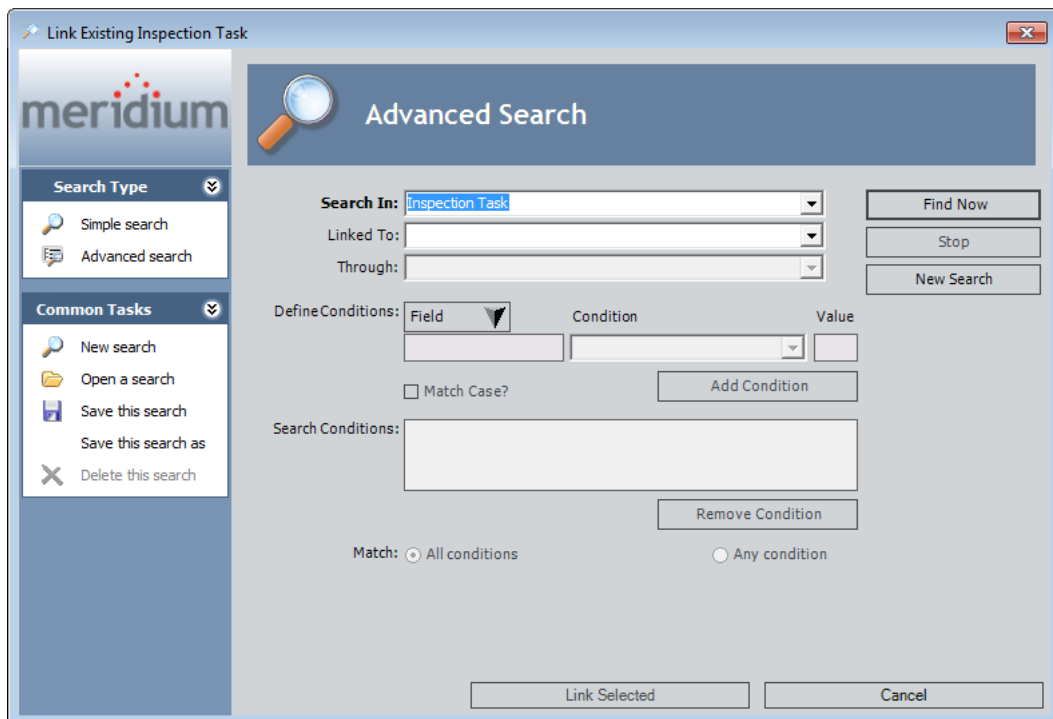 Link Existing Inspection Task
meridium
Advanced Search
Search Type
Simple search
Advanced search
Common Tasks
New search
Open a search
Save this search
Save this search as
Delete this search
Search In: Inspection Task
Linked To:
Through:
Find Now
Stop
New Search
Define Conditions: Field Condition Value
Match Case? Add Condition
Search Conditions:
Remove Condition
Match: All conditions Any condition
Link Selected Cancel